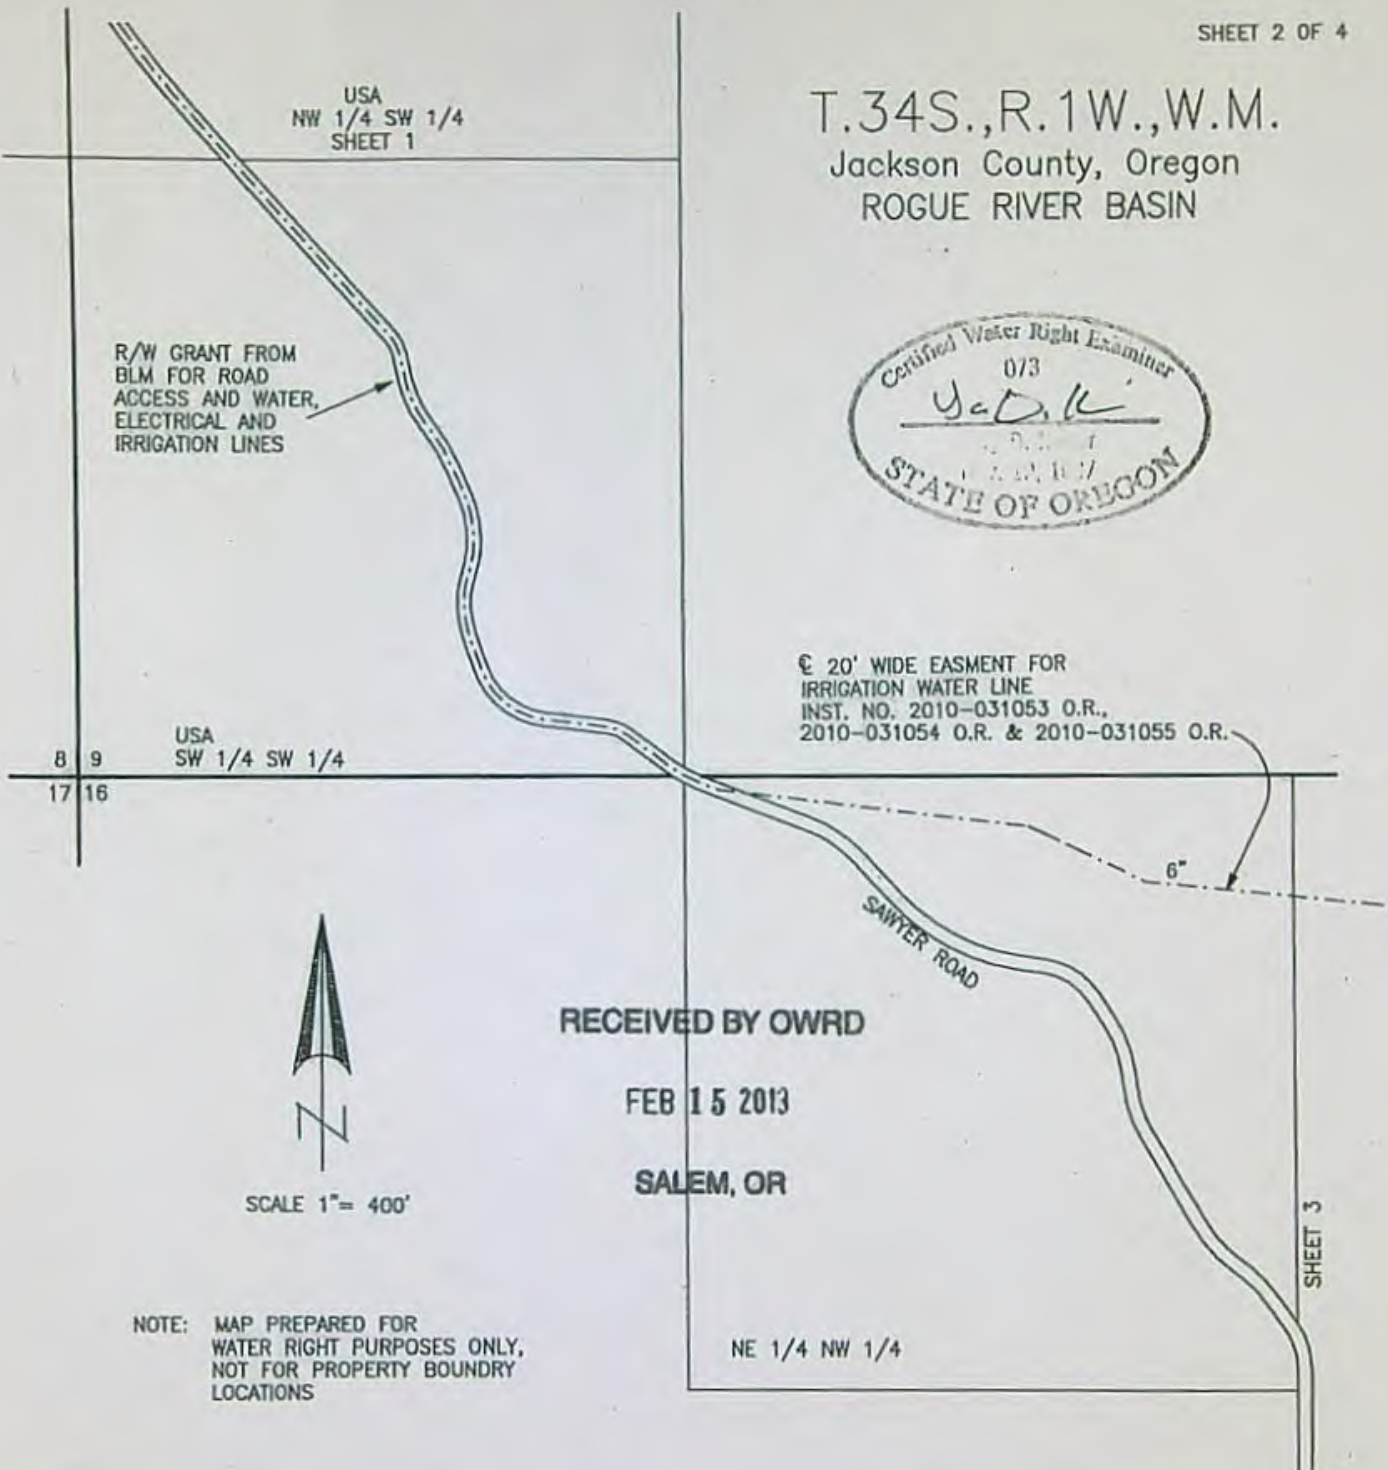 SHEET 2 OF 4
T.34S.,R.1W.,W.M.
Jackson County, Oregon
ROGUE RIVER BASIN
USA
NW 1/4 SW 1/4
SHEET 1
Certified Water Right Examiner
073
STATE OF OREGON
R/W GRANT FROM
BLM FOR ROAD
ACCESS AND WATER,
ELECTRICAL AND
IRRIGATION LINES
℄ 20' WIDE EASMENT FOR
IRRIGATION WATER LINE
INST. NO. 2010-031053 O.R.,
2010-031054 O.R. & 2010-031055 O.R.
USA
SW 1/4 SW 1/4
8 9
17 16
6"
SAWYER ROAD
RECEIVED BY OWRD
FEB 15 2013
SALEM, OR
N
SCALE 1"= 400'
SHEET 3
NOTE: MAP PREPARED FOR
WATER RIGHT PURPOSES ONLY,
NOT FOR PROPERTY BOUNDRY
LOCATIONS
NE 1/4 NW 1/4